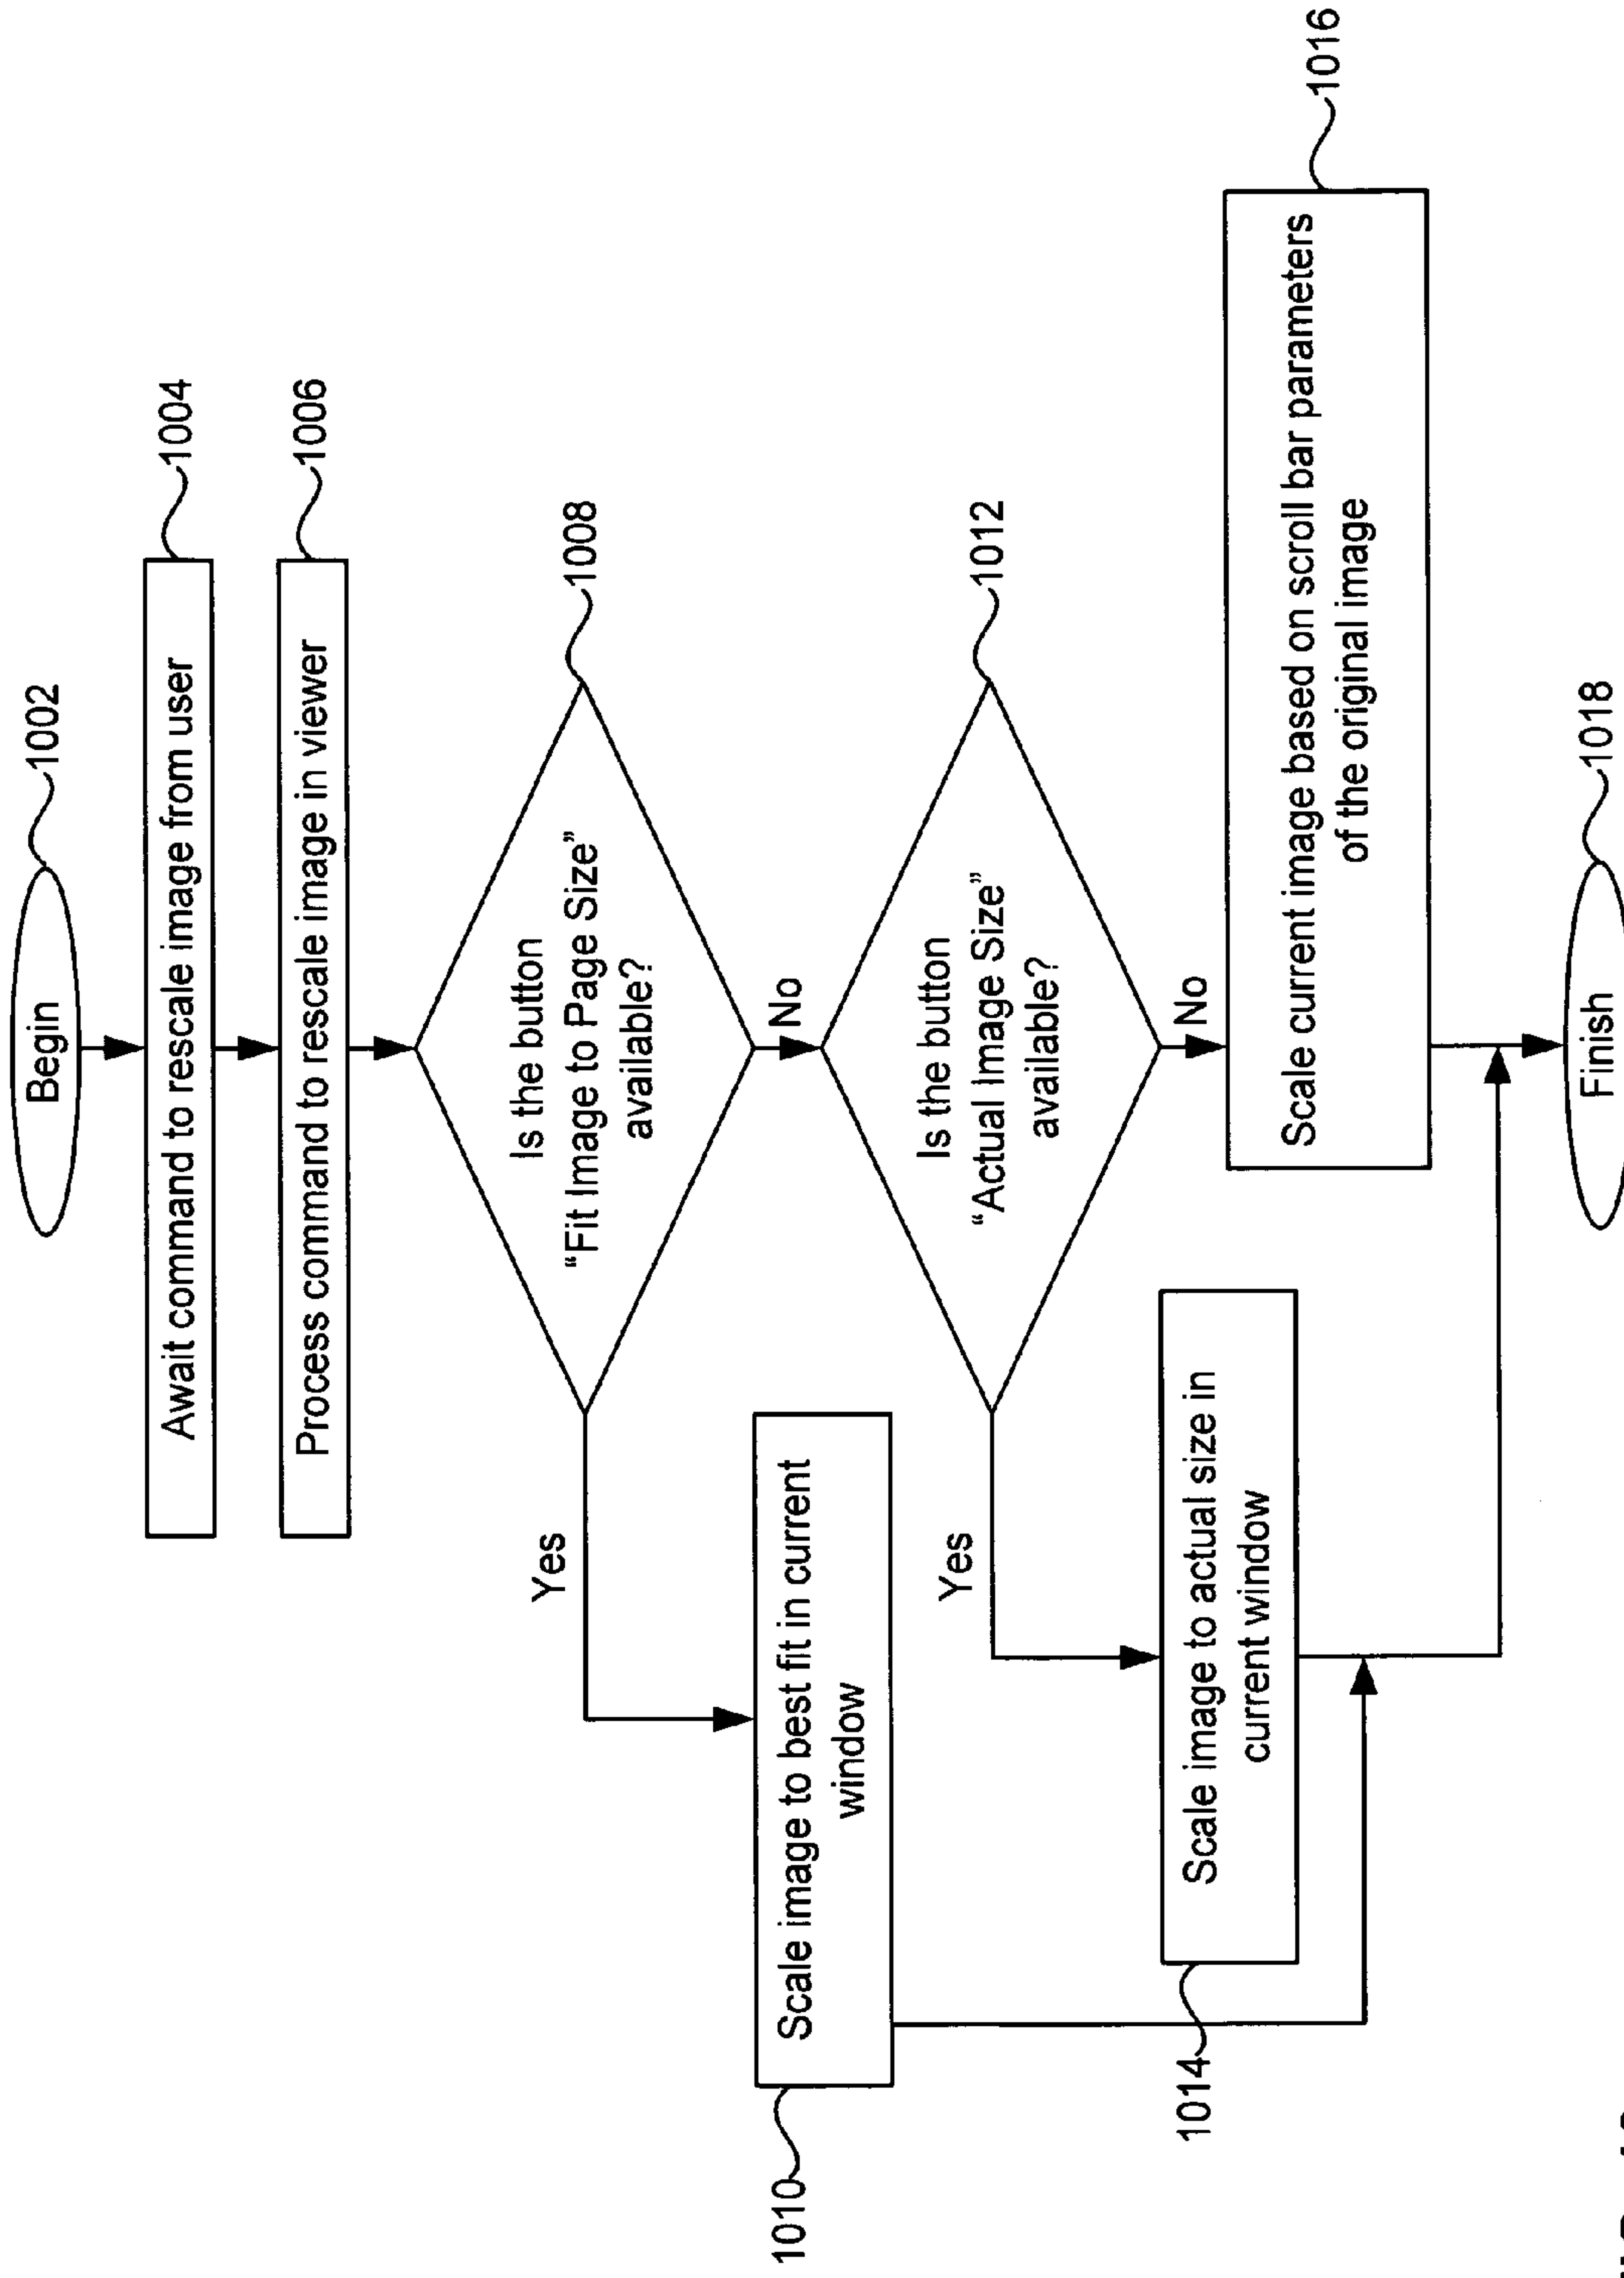 Begin
1002
Await command to rescale image from user
1004
Process command to rescale image in viewer
1006
Is the button
“Fit Image to Page Size”
available?
1008
Yes
No
Scale image to best fit in current
window
1010
Is the button
“Actual Image Size”
available?
1012
Yes
No
Scale image to actual size in
current window
1014
Scale current image based on scroll bar parameters
of the original image
1016
Finish
1018